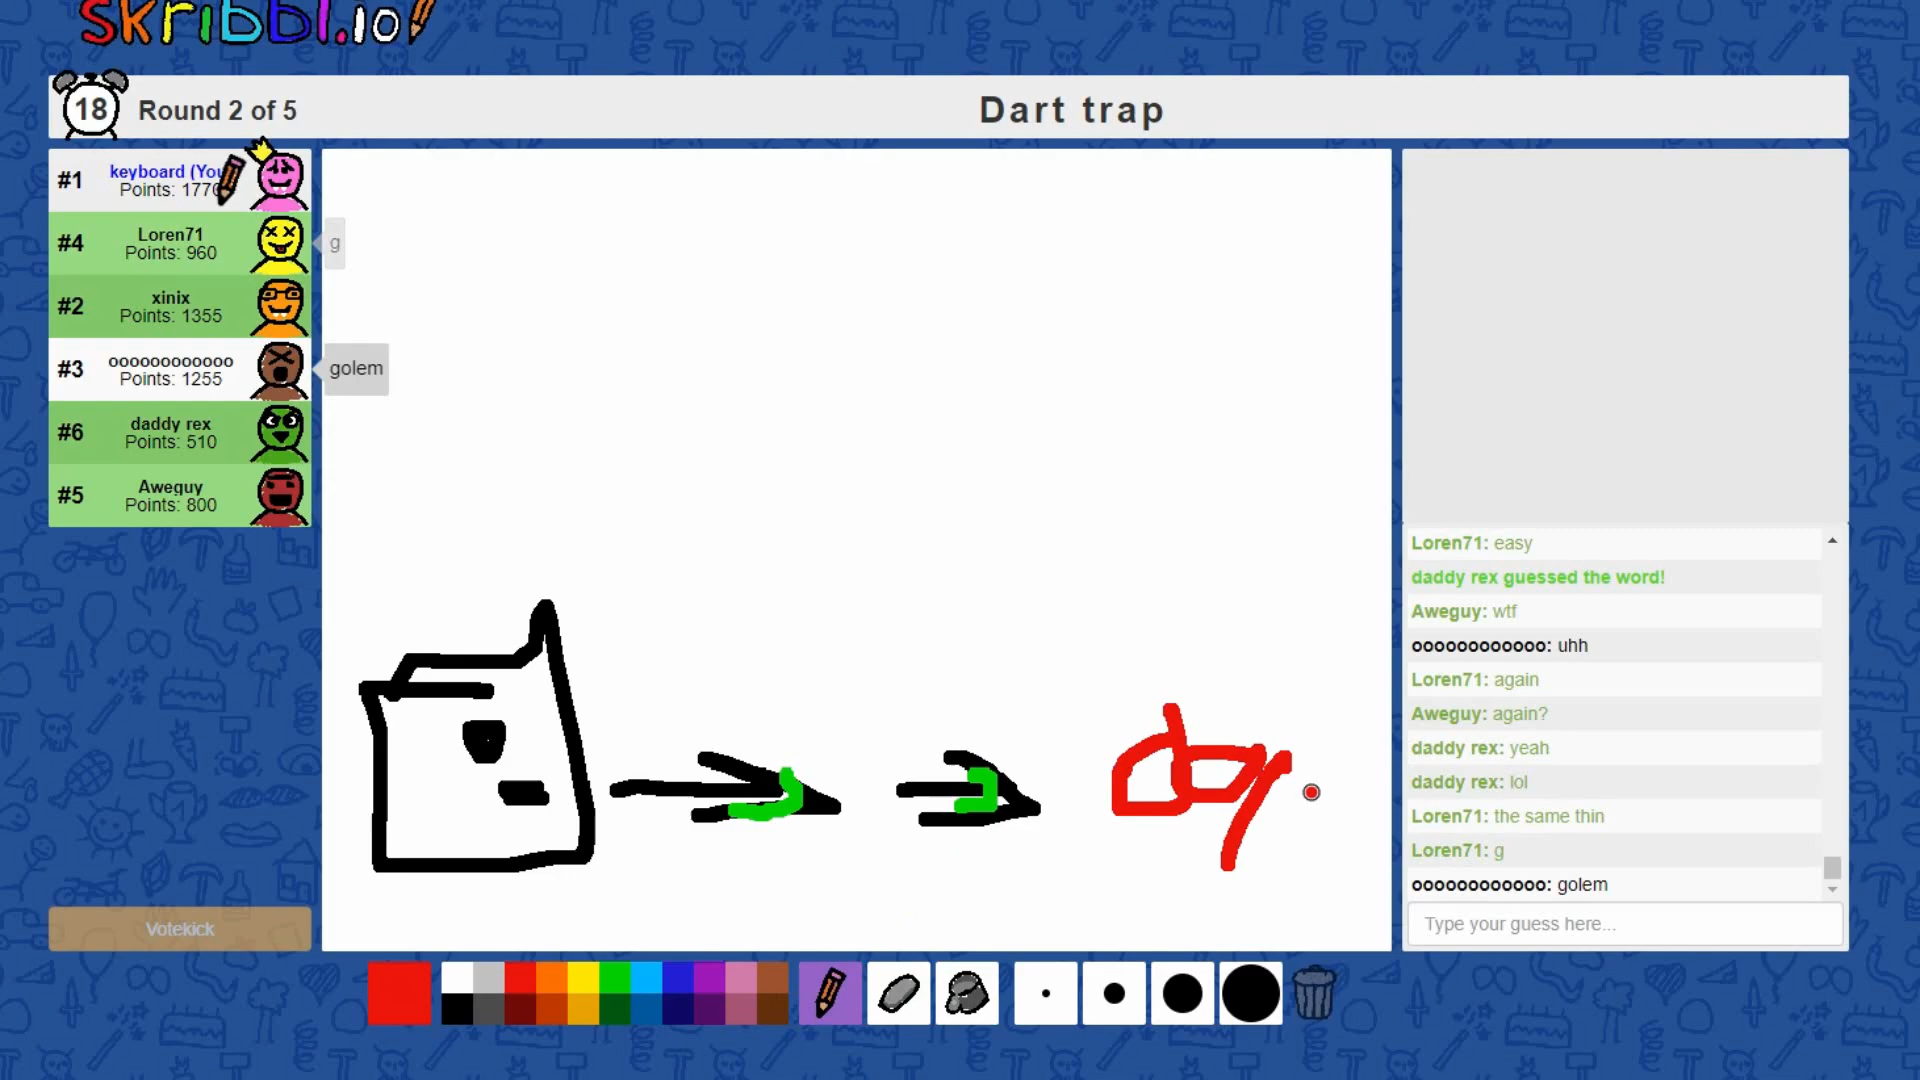 skribbl.io
18 Round 2 of 5 Dart trap
#1 keyboard (You
Points: 1770
#4 Loren71
Points: 960
g
#2 xinix
Points: 1355
#3 oooooooooooo
Points: 1255
golem
#6 daddy rex
Points: 510
#5 Aweguy
Points: 800
Votekick
Loren71: easy
daddy rex guessed the word!
Aweguy: wtf
oooooooooooo: uhh
Loren71: again
Aweguy: again?
daddy rex: yeah
daddy rex: lol
Loren71: the same thin
Loren71: g
oooooooooooo: golem
Type your guess here...